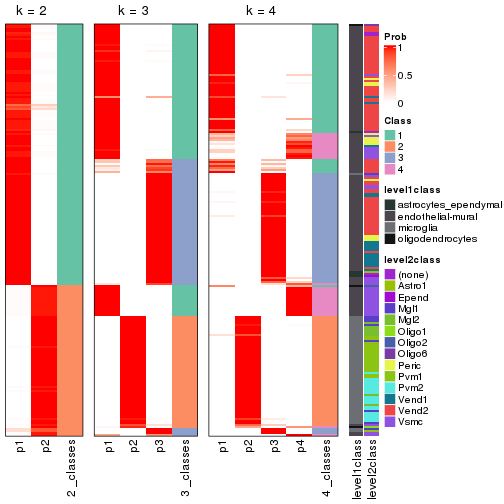 k = 2
k = 3
k = 4
p1
p2
2_classes
p1
p2
p3
3_classes
p1
p2
p3
p4
4_classes
level1class
level2class
Prob
1
0.5
0
Class
1
2
3
4
level1class
astrocytes_ependymal
endothelial-mural
microglia
oligodendrocytes
level2class
(none)
Astro1
Epend
Mgl1
Mgl2
Oligo1
Oligo2
Oligo6
Peric
Pvm1
Pvm2
Vend1
Vend2
Vsmc